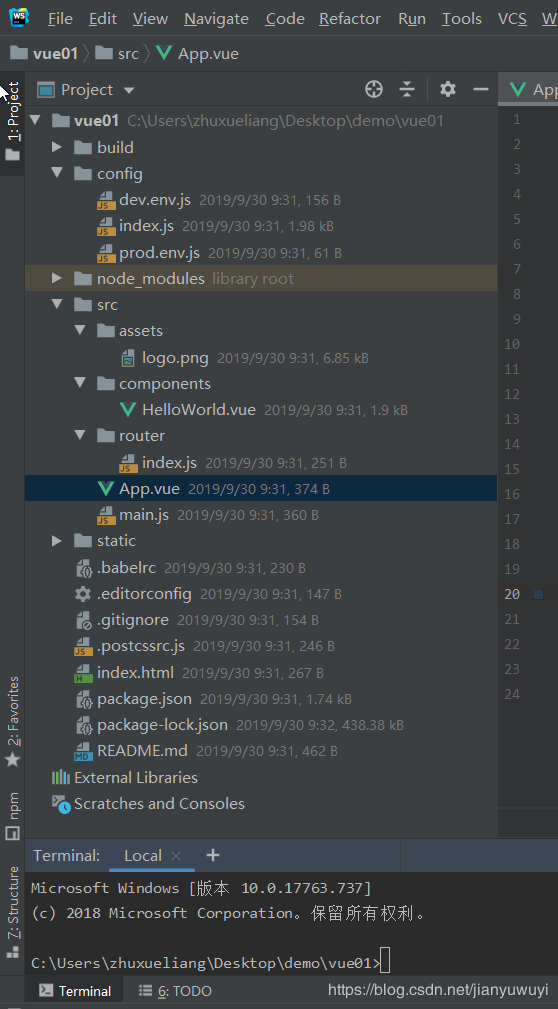 WS File Edit View Navigate Code Refactor Run Tools VCS W
vue01 src App.vue
1: Project
Project
App
vue01 C:\Users\zhuxueliang\Desktop\demo\vue01
build
config
dev.env.js 2019/9/30 9:31, 156 B
index.js 2019/9/30 9:31, 1.98 kB
prod.env.js 2019/9/30 9:31, 61 B
node_modules library root
src
assets
logo.png 2019/9/30 9:31, 6.85 kB
components
HelloWorld.vue 2019/9/30 9:31, 1.9 kB
router
index.js 2019/9/30 9:31, 251 B
App.vue 2019/9/30 9:31, 374 B
main.js 2019/9/30 9:31, 360 B
static
.babelrc 2019/9/30 9:31, 230 B
.editorconfig 2019/9/30 9:31, 147 B
.gitignore 2019/9/30 9:31, 154 B
.postcssrc.js 2019/9/30 9:31, 246 B
index.html 2019/9/30 9:31, 267 B
package.json 2019/9/30 9:31, 1.74 kB
package-lock.json 2019/9/30 9:32, 438.38 kB
README.md 2019/9/30 9:31, 462 B
External Libraries
Scratches and Consoles
1
2
3
4
5
6
7
8
9
10
11
12
13
14
15
16
17
18
19
20
21
22
23
24
2: Favorites
npm
7: Structure
Terminal: Local
Microsoft Windows [版本 10.0.17763.737]
(c) 2018 Microsoft Corporation。保留所有权利。
C:\Users\zhuxueliang\Desktop\demo\vue01>
Terminal 6: TODO
https://blog.csdn.net/jianyuwuyi